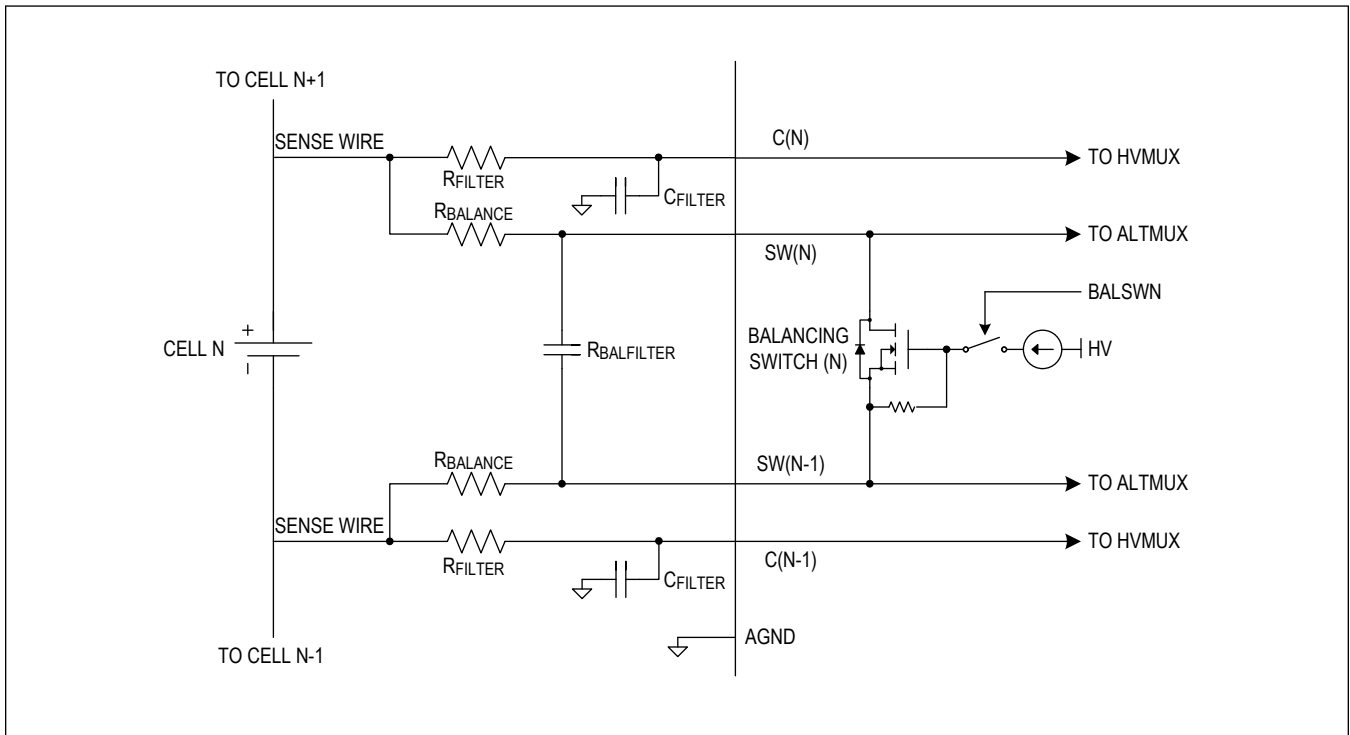 TO CELL N+1
SENSE WIRE
C(N)
TO HVMUX
RFILTER
CFILTER
RBALANCE
TO ALTMUX
SW(N)
BALSWN
BALANCING
SWITCH (N)
HV
CELL N
+
-
RBALFILTER
RBALANCE
SW(N-1)
TO ALTMUX
SENSE WIRE
TO HVMUX
RFILTER
CFILTER
C(N-1)
AGND
TO CELL N-1